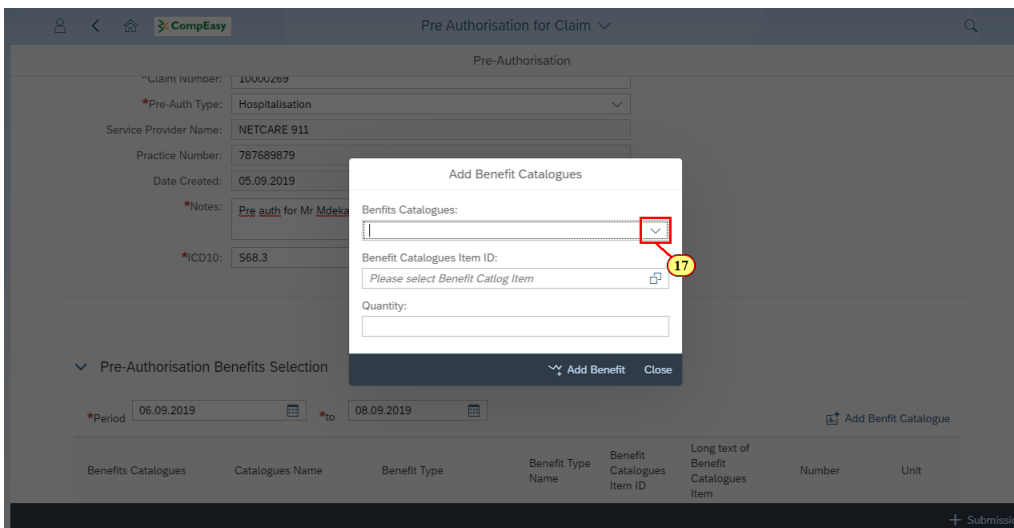 CompEasy
Pre Authorisation for Claim
Pre-Authorisation
*Claim Number: 10000269
*Pre-Auth Type: Hospitalisation
Service Provider Name: NETCARE 911
Practice Number: 787689879
Date Created: 05.09.2019
*Notes: Pre auth for Mr Mdeka
*ICD10: S68.3
Add Benefit Catalogues
Benfits Catalogues:
17
Benefit Catalogues Item ID:
Please select Benefit Catlog Item
Quantity:
Add Benefit Close
Pre-Authorisation Benefits Selection
*Period 06.09.2019 *to 08.09.2019
Add Benfit Catalogue
Benefits Catalogues
Catalogues Name
Benefit Type
Benefit Type
Name
Benefit
Catalogues
Item ID
Long text of
Benefit
Catalogues
Item
Number
Unit
+ Submissi